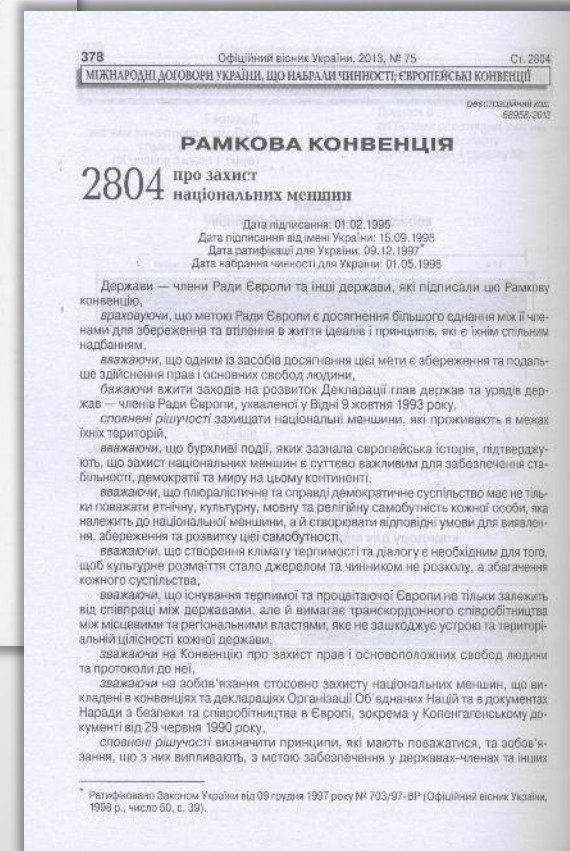 378 Офіційний вісник України, 2013, № 75 Ст. 2804
МІЖНАРОДНІ ДОГОВОРИ УКРАЇНИ, ЩО НАБРАЛИ ЧИННОСТІ; ЄВРОПЕЙСЬКІ КОНВЕНЦІЇ
реєстраційний код:
68958/2013
РАМКОВА КОНВЕНЦІЯ
2804 про захист
національних меншин
Дата підписання: 01.02.1995
Дата підписання від імені України: 15.09.1995
Дата ратифікації для України: 09.12.1997*
Дата набрання чинності для України: 01.05.1998
Держави — члени Ради Європи та інші держави, які підписали цю Рамкову
конвенцію,
враховуючи, що метою Ради Європи є досягнення більшого єднання між її чле-
нами для збереження та втілення в життя ідеалів і принципів, які є їхнім спільним
надбанням,
вважаючи, що одним із засобів досягнення цієї мети є збереження та подаль-
ше здійснення прав і основних свобод людини,
бажаючи вжити заходів на розвиток Декларації глав держав та урядів дер-
жав — членів Ради Європи, ухваленої у Відні 9 жовтня 1993 року,
сповнені рішучості захищати національні меншини, які проживають в межах
їхніх територій,
вважаючи, що бурхливі події, яких зазнала європейська історія, підтверджу-
ють, що захист національних меншин є суттєво важливим для забезпечення ста-
більності, демократії та миру на цьому континенті,
вважаючи, що плюралістичне та справді демократичне суспільство має не тіль-
ки поважати етнічну, культурну, мовну та релігійну самобутність кожної особи, яка
належить до національної меншини, а й створювати відповідні умови для виявлен-
ня, збереження та розвитку цієї самобутності,
вважаючи, що створення клімату терпимості та діалогу є необхідним для того,
щоб культурне розмаїття стало джерелом та чинником не розколу, а збагачення
кожного суспільства,
вважаючи, що існування терпимої та процвітаючої Європи не тільки залежить
від співпраці між державами, але й вимагає транскордонного співробітництва
між місцевими та регіональними властями, яке не зашкоджує устрою та територі-
альній цілісності кожної держави,
зважаючи на Конвенцію про захист прав і основоположних свобод людини
та протоколи до неї,
зважаючи на зобов'язання стосовно захисту національних меншин, що ви-
кладені в конвенціях та деклараціях Організації Об'єднаних Націй та в документах
Наради з безпеки та співробітництва в Європі, зокрема у Копенгагенському до-
кументі від 29 червня 1990 року,
сповнені рішучості визначити принципи, які мають поважатися, та зобов'я-
зання, що з них випливають, з метою забезпечення у державах-членах та інших
* Ратифіковано Законом України від 09 грудня 1997 року № 703/97-ВР (Офіційний вісник України,
1998 р., число 50, с. 39).